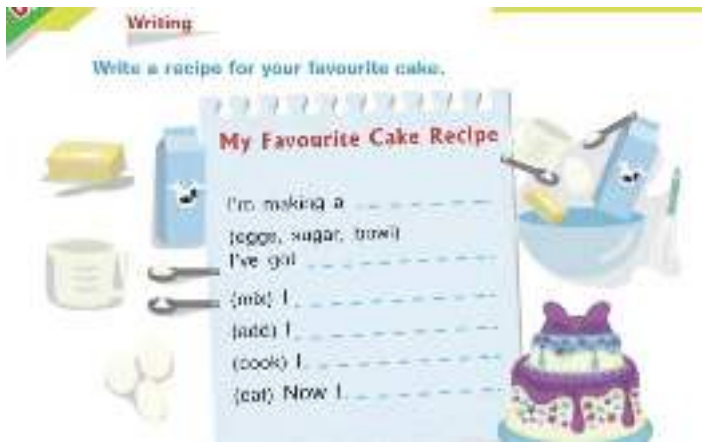 Writing
Write a recipe for your favourite cake.
My Favourite Cake Recipe
I'm making a
(eggs, sugar, bowl)
I've got
(mix) I
(add) I
(cook) I
(eat) Now I